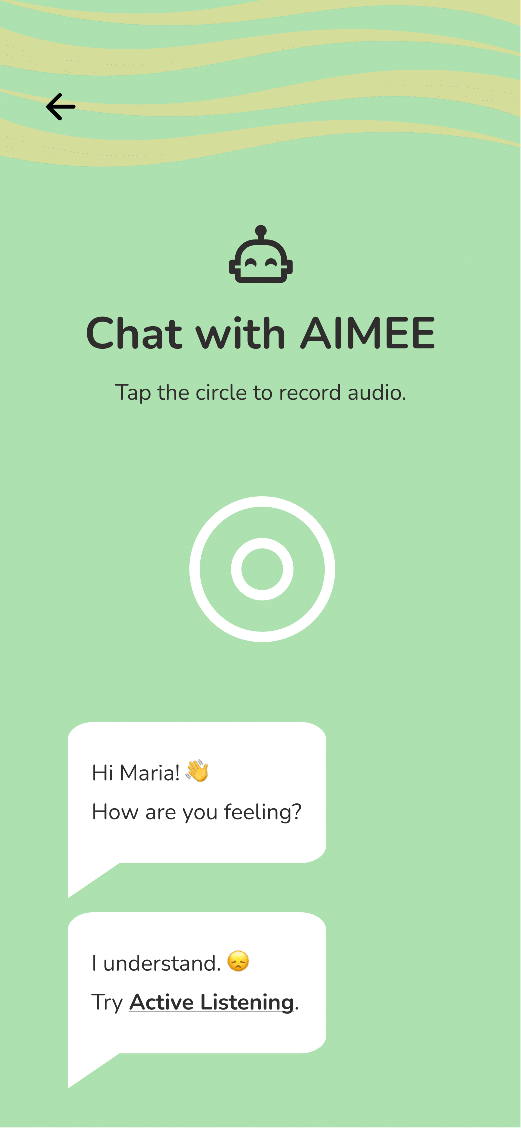 Chat with AIMEE
Tap the circle to record audio.
Hi Maria! 👋
How are you feeling?
I understand. 😞
Try Active Listening.